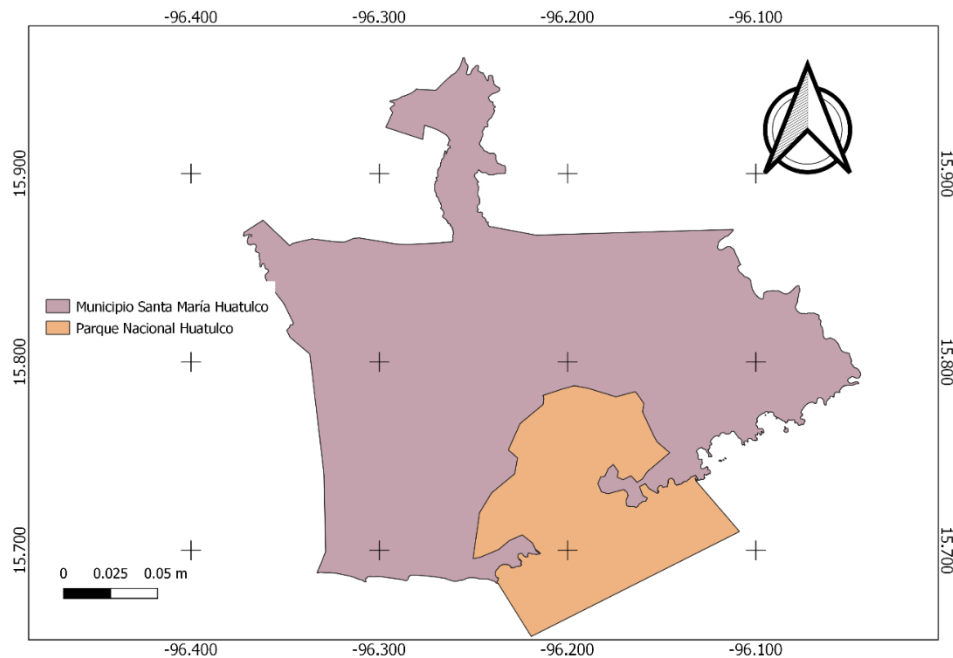 -96.400 -96.300 -96.200 -96.100
15.900 15.900
Municipio Santa María Huatulco
Parque Nacional Huatulco
15.800 15.800
15.700 15.700
0 0.025 0.05 m
-96.400 -96.300 -96.200 -96.100